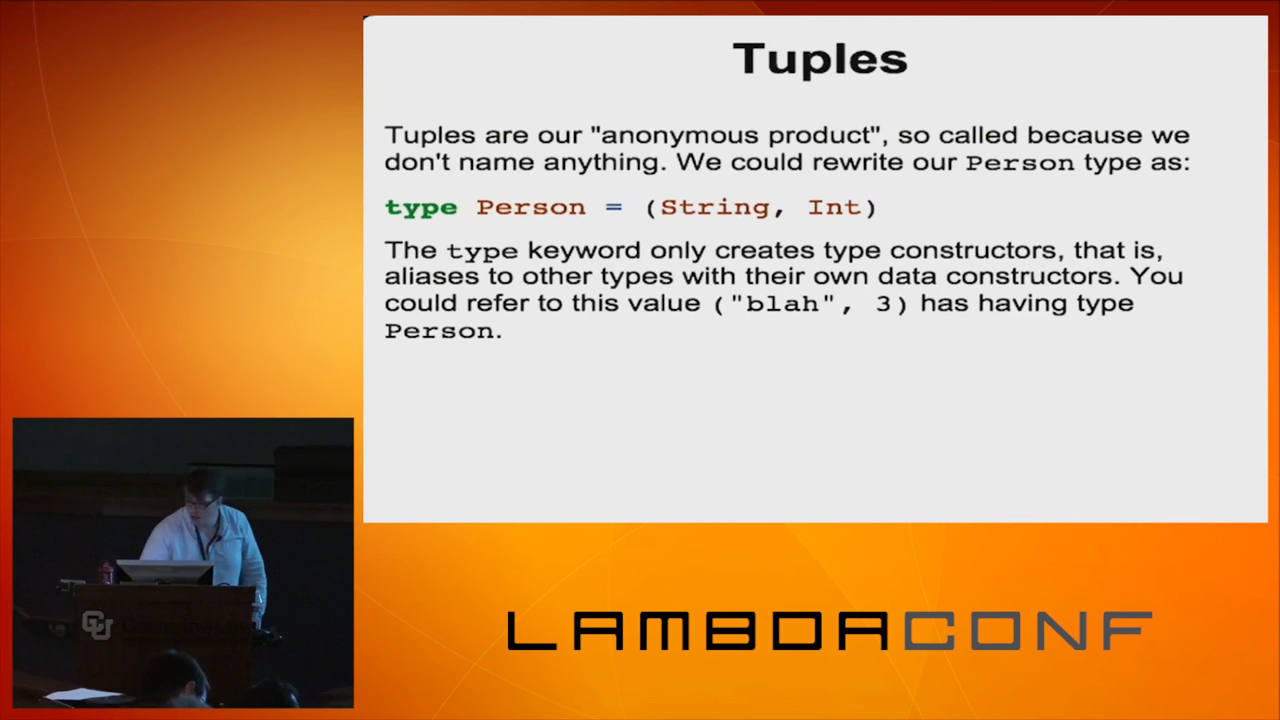 Tuples
Tuples are our "anonymous product", so called because we
don't name anything. We could rewrite our Person type as:
type Person = (String, Int)
The type keyword only creates type constructors, that is,
aliases to other types with their own data constructors. You
could refer to this value ("blah", 3) has having type
Person.
CU
LAMBDACONF